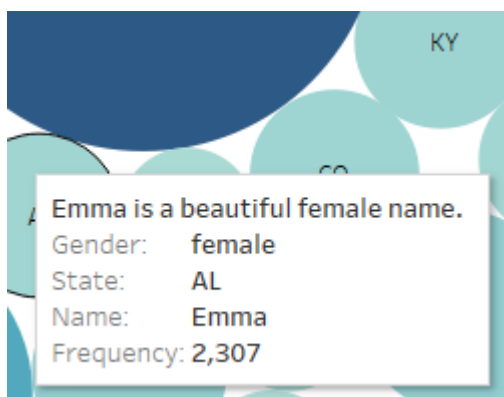 KY
CO
A
Emma is a beautiful female name.
Gender: female
State: AL
Name: Emma
Frequency: 2,307